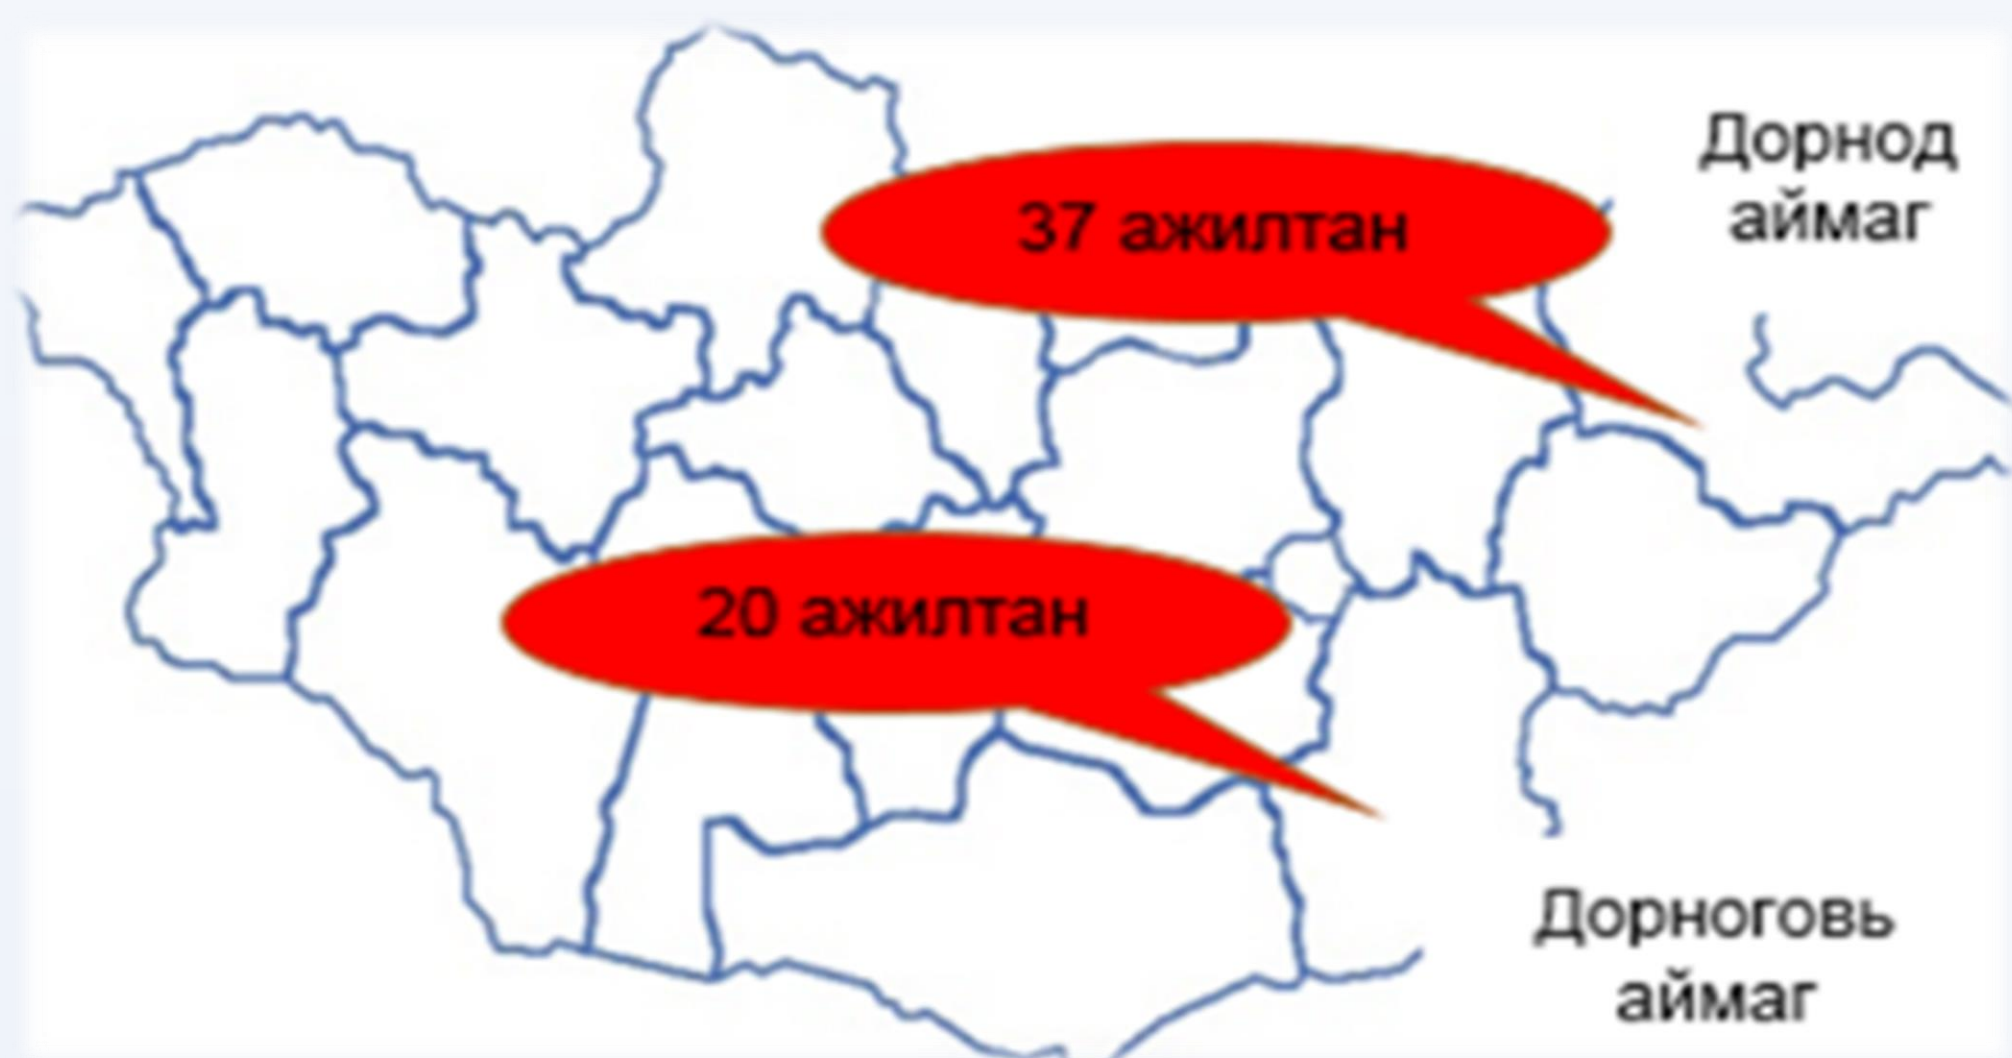 Дорнод
аймаг
37 ажилтан
20 ажилтан
Дорноговь
аймаг